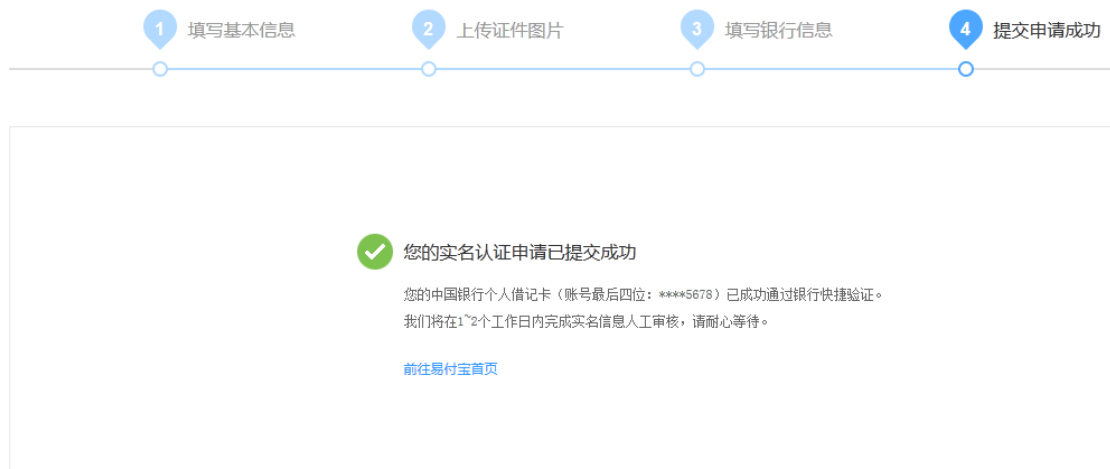 1 填写基本信息 2 上传证件图片 3 填写银行信息 4 提交申请成功
您的实名认证申请已提交成功
您的中国银行个人借记卡（账号最后四位：****5678）已成功通过银行快捷验证。
我们将在1~2个工作日内完成实名信息人工审核，请耐心等待。
前往易付宝首页